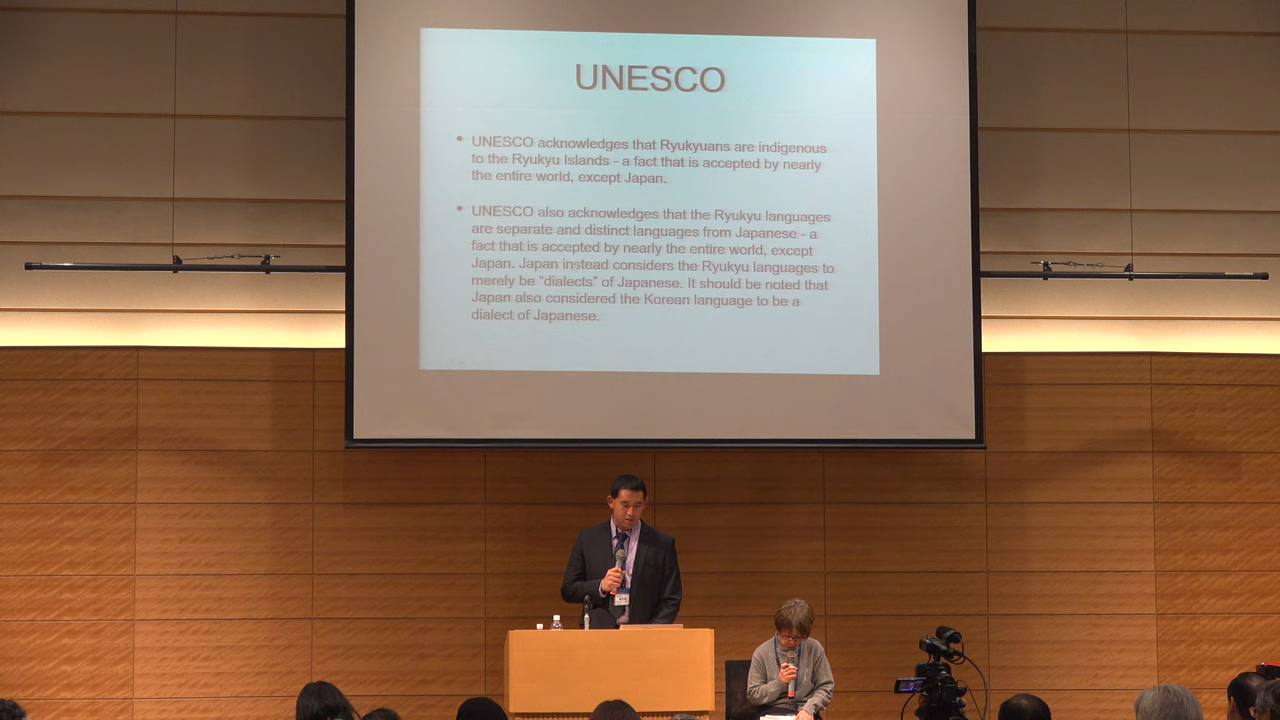 UNESCO
• UNESCO acknowledges that Ryukyuans are indigenous
to the Ryukyu Islands - a fact that is accepted by nearly
the entire world, except Japan.
• UNESCO also acknowledges that the Ryukyu languages
are separate and distinct languages from Japanese - a
fact that is accepted by nearly the entire world, except
Japan. Japan instead considers the Ryukyu languages to
merely be “dialects” of Japanese. It should be noted that
Japan also considered the Korean language to be a
dialect of Japanese.